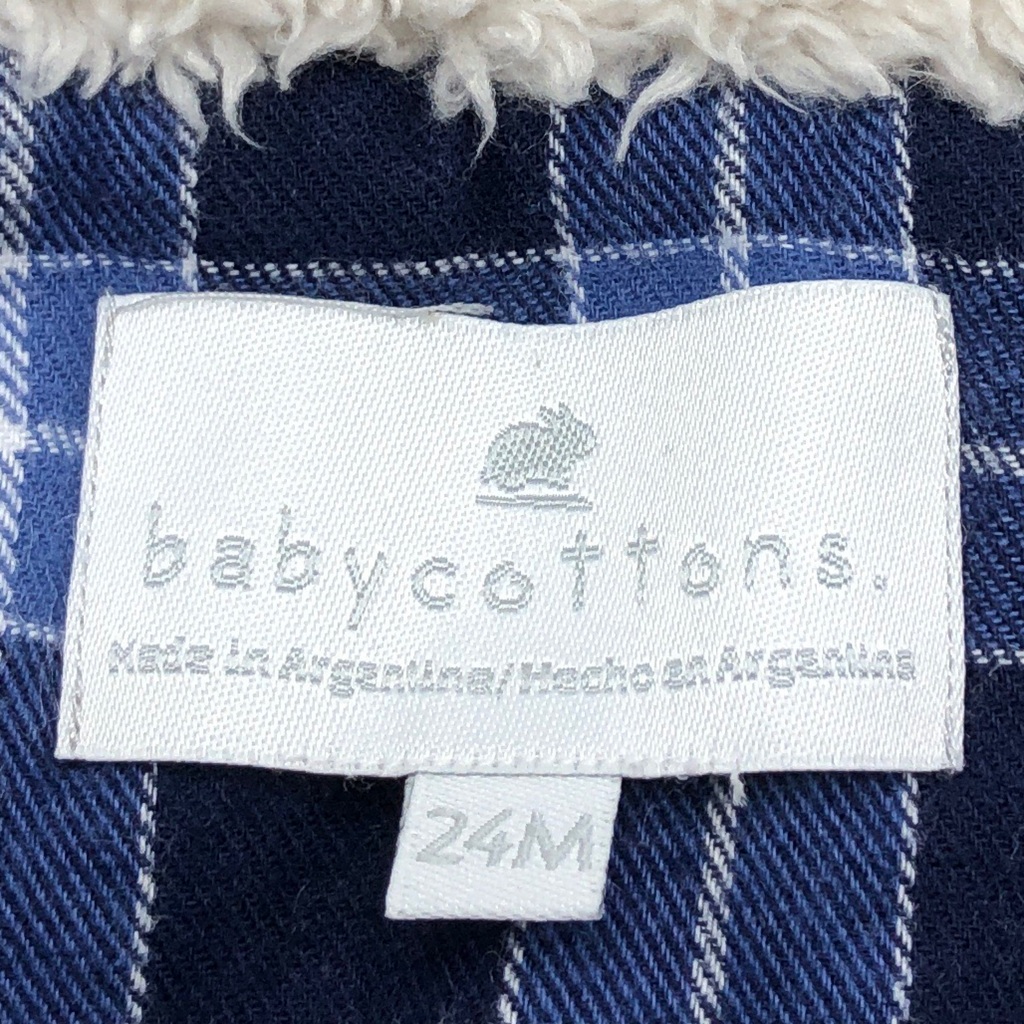 babycottons.
Made in Argentina/Hecho en Argentina
24M